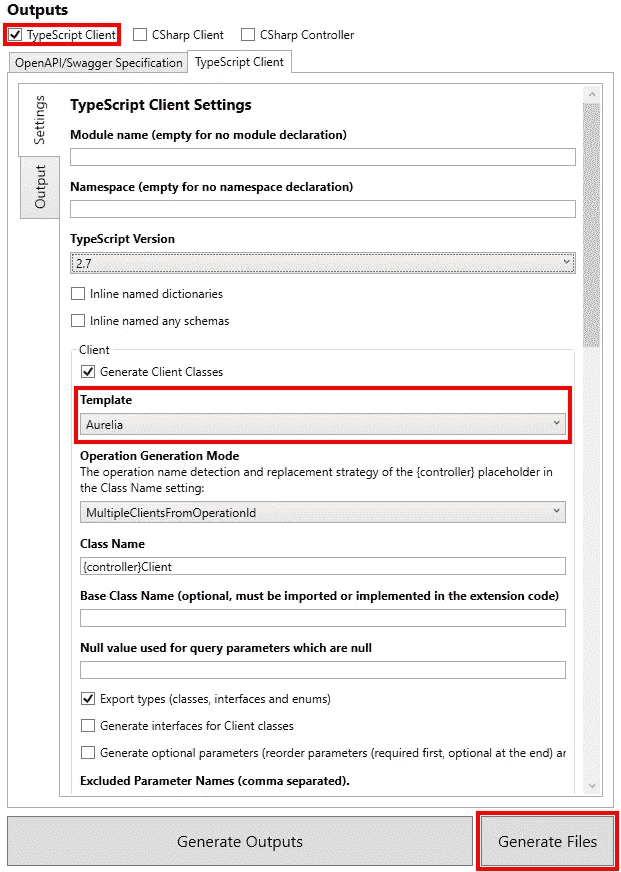 Outputs
TypeScript Client CSharp Client CSharp Controller
OpenAPI/Swagger Specification TypeScript Client
Settings
Output
TypeScript Client Settings
Module name (empty for no module declaration)
Namespace (empty for no namespace declaration)
TypeScript Version
2.7
Inline named dictionaries
Inline named any schemas
Client
Generate Client Classes
Template
Aurelia
Operation Generation Mode
The operation name detection and replacement strategy of the {controller} placeholder in
the Class Name setting:
MultipleClientsFromOperationId
Class Name
{controller}Client
Base Class Name (optional, must be imported or implemented in the extension code)
Null value used for query parameters which are null
Export types (classes, interfaces and enums)
Generate interfaces for Client classes
Generate optional parameters (reorder parameters (required first, optional at the end) ar
Excluded Parameter Names (comma separated).
Generate Outputs
Generate Files